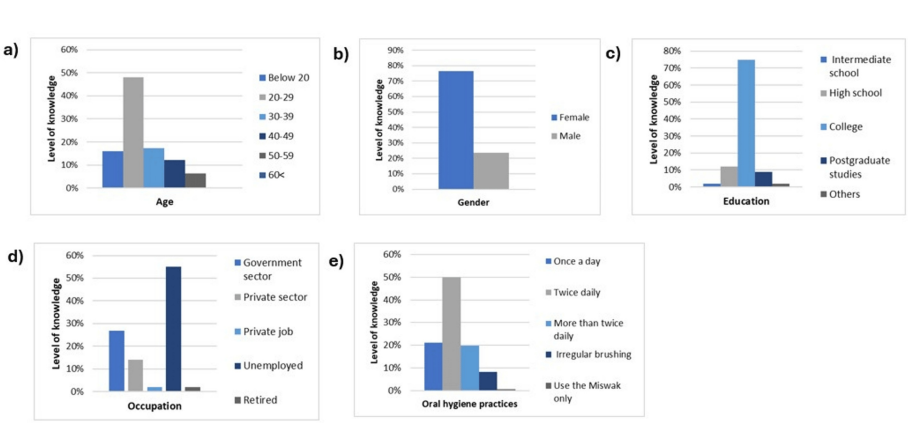 a)
Level of knowledge
60%
50%
40%
30%
20%
10%
0%
Age
Below 20
20-29
30-39
40-49
50-59
60<
b)
Level of knowledge
90%
80%
70%
60%
50%
40%
30%
20%
10%
0%
Gender
Female
Male
c)
Level of knowledge
80%
70%
60%
50%
40%
30%
20%
10%
0%
Education
Intermediate
school
High school
College
Postgraduate
studies
Others
d)
Level of knowledge
60%
50%
40%
30%
20%
10%
0%
Occupation
Government
sector
Private sector
Private job
Unemployed
Retired
e)
Level of knowledge
60%
50%
40%
30%
20%
10%
0%
Oral hygiene practices
Once a day
Twice daily
More than twice
daily
Irregular brushing
Use the Miswak
only